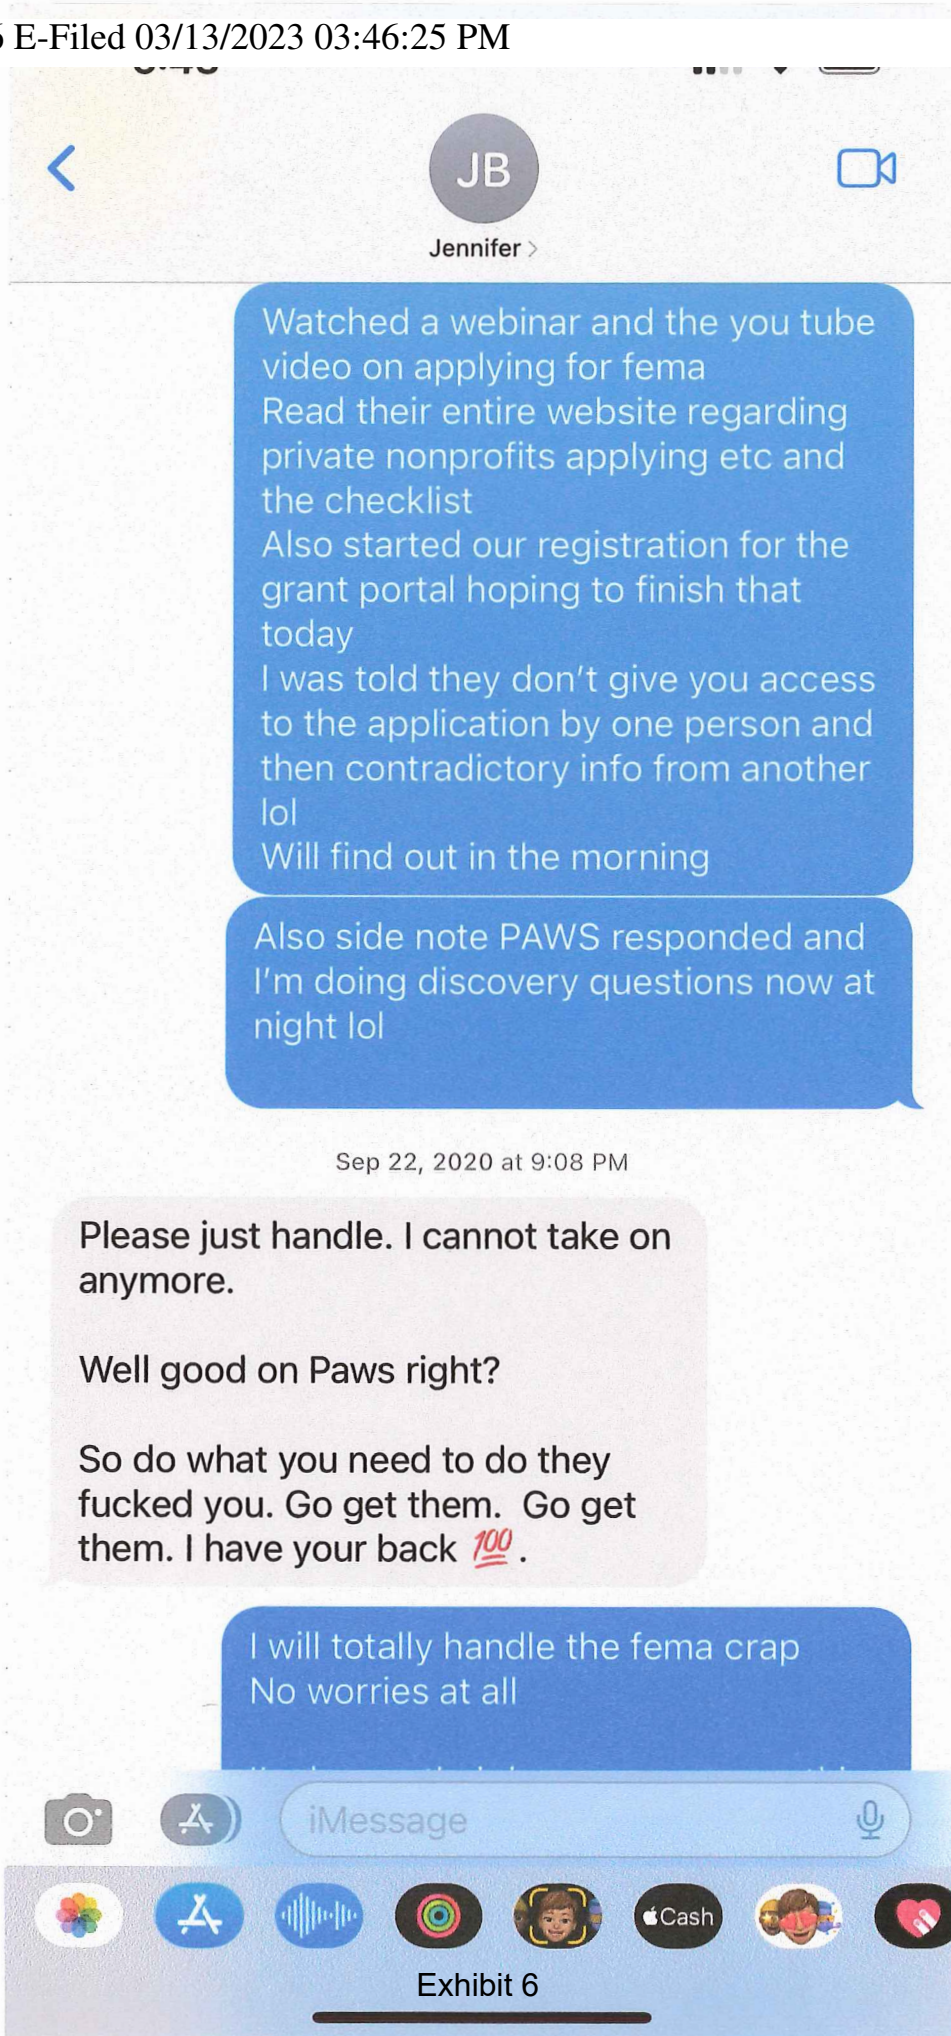 E-Filed 03/13/2023 03:46:25 PM
JB
Jennifer >
Watched a webinar and the you tube
video on applying for fema
Read their entire website regarding
private nonprofits applying etc and
the checklist
Also started our registration for the
grant portal hoping to finish that
today
I was told they don't give you access
to the application by one person and
then contradictory info from another
lol
Will find out in the morning
Also side note PAWS responded and
I'm doing discovery questions now at
night lol
Sep 22, 2020 at 9:08 PM
Please just handle. I cannot take on
anymore.
Well good on Paws right?
So do what you need to do they
fucked you. Go get them.  Go get
them. I have your back 💯.
I will totally handle the fema crap
No worries at all
iMessage
Cash
Exhibit 6